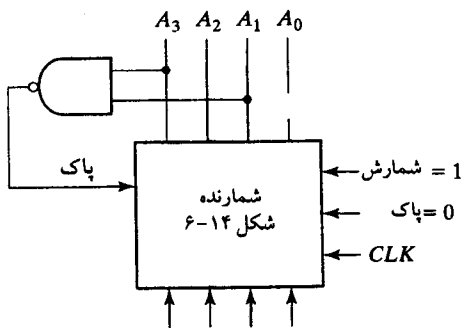 A₃ A₂ A₁ A₀
پاک
شمارنده
شکل ۱۴-۶
شمارش = 1
پاک = 0
CLK